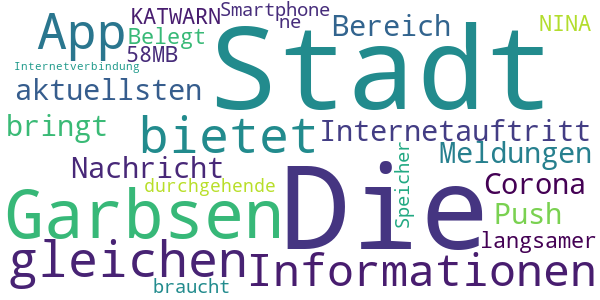 KATWARN
Smartphone
ne
Bereich
NINA
App
Belegt
58MB
Stadt
Internetverbindung
aktuellsten
bringt
bietet
Internetauftritt
Meldungen
Nachricht
Die
Speicher
Corona
durchgehende
Garbsen
Push
langsamer
gleichen
Informationen
braucht